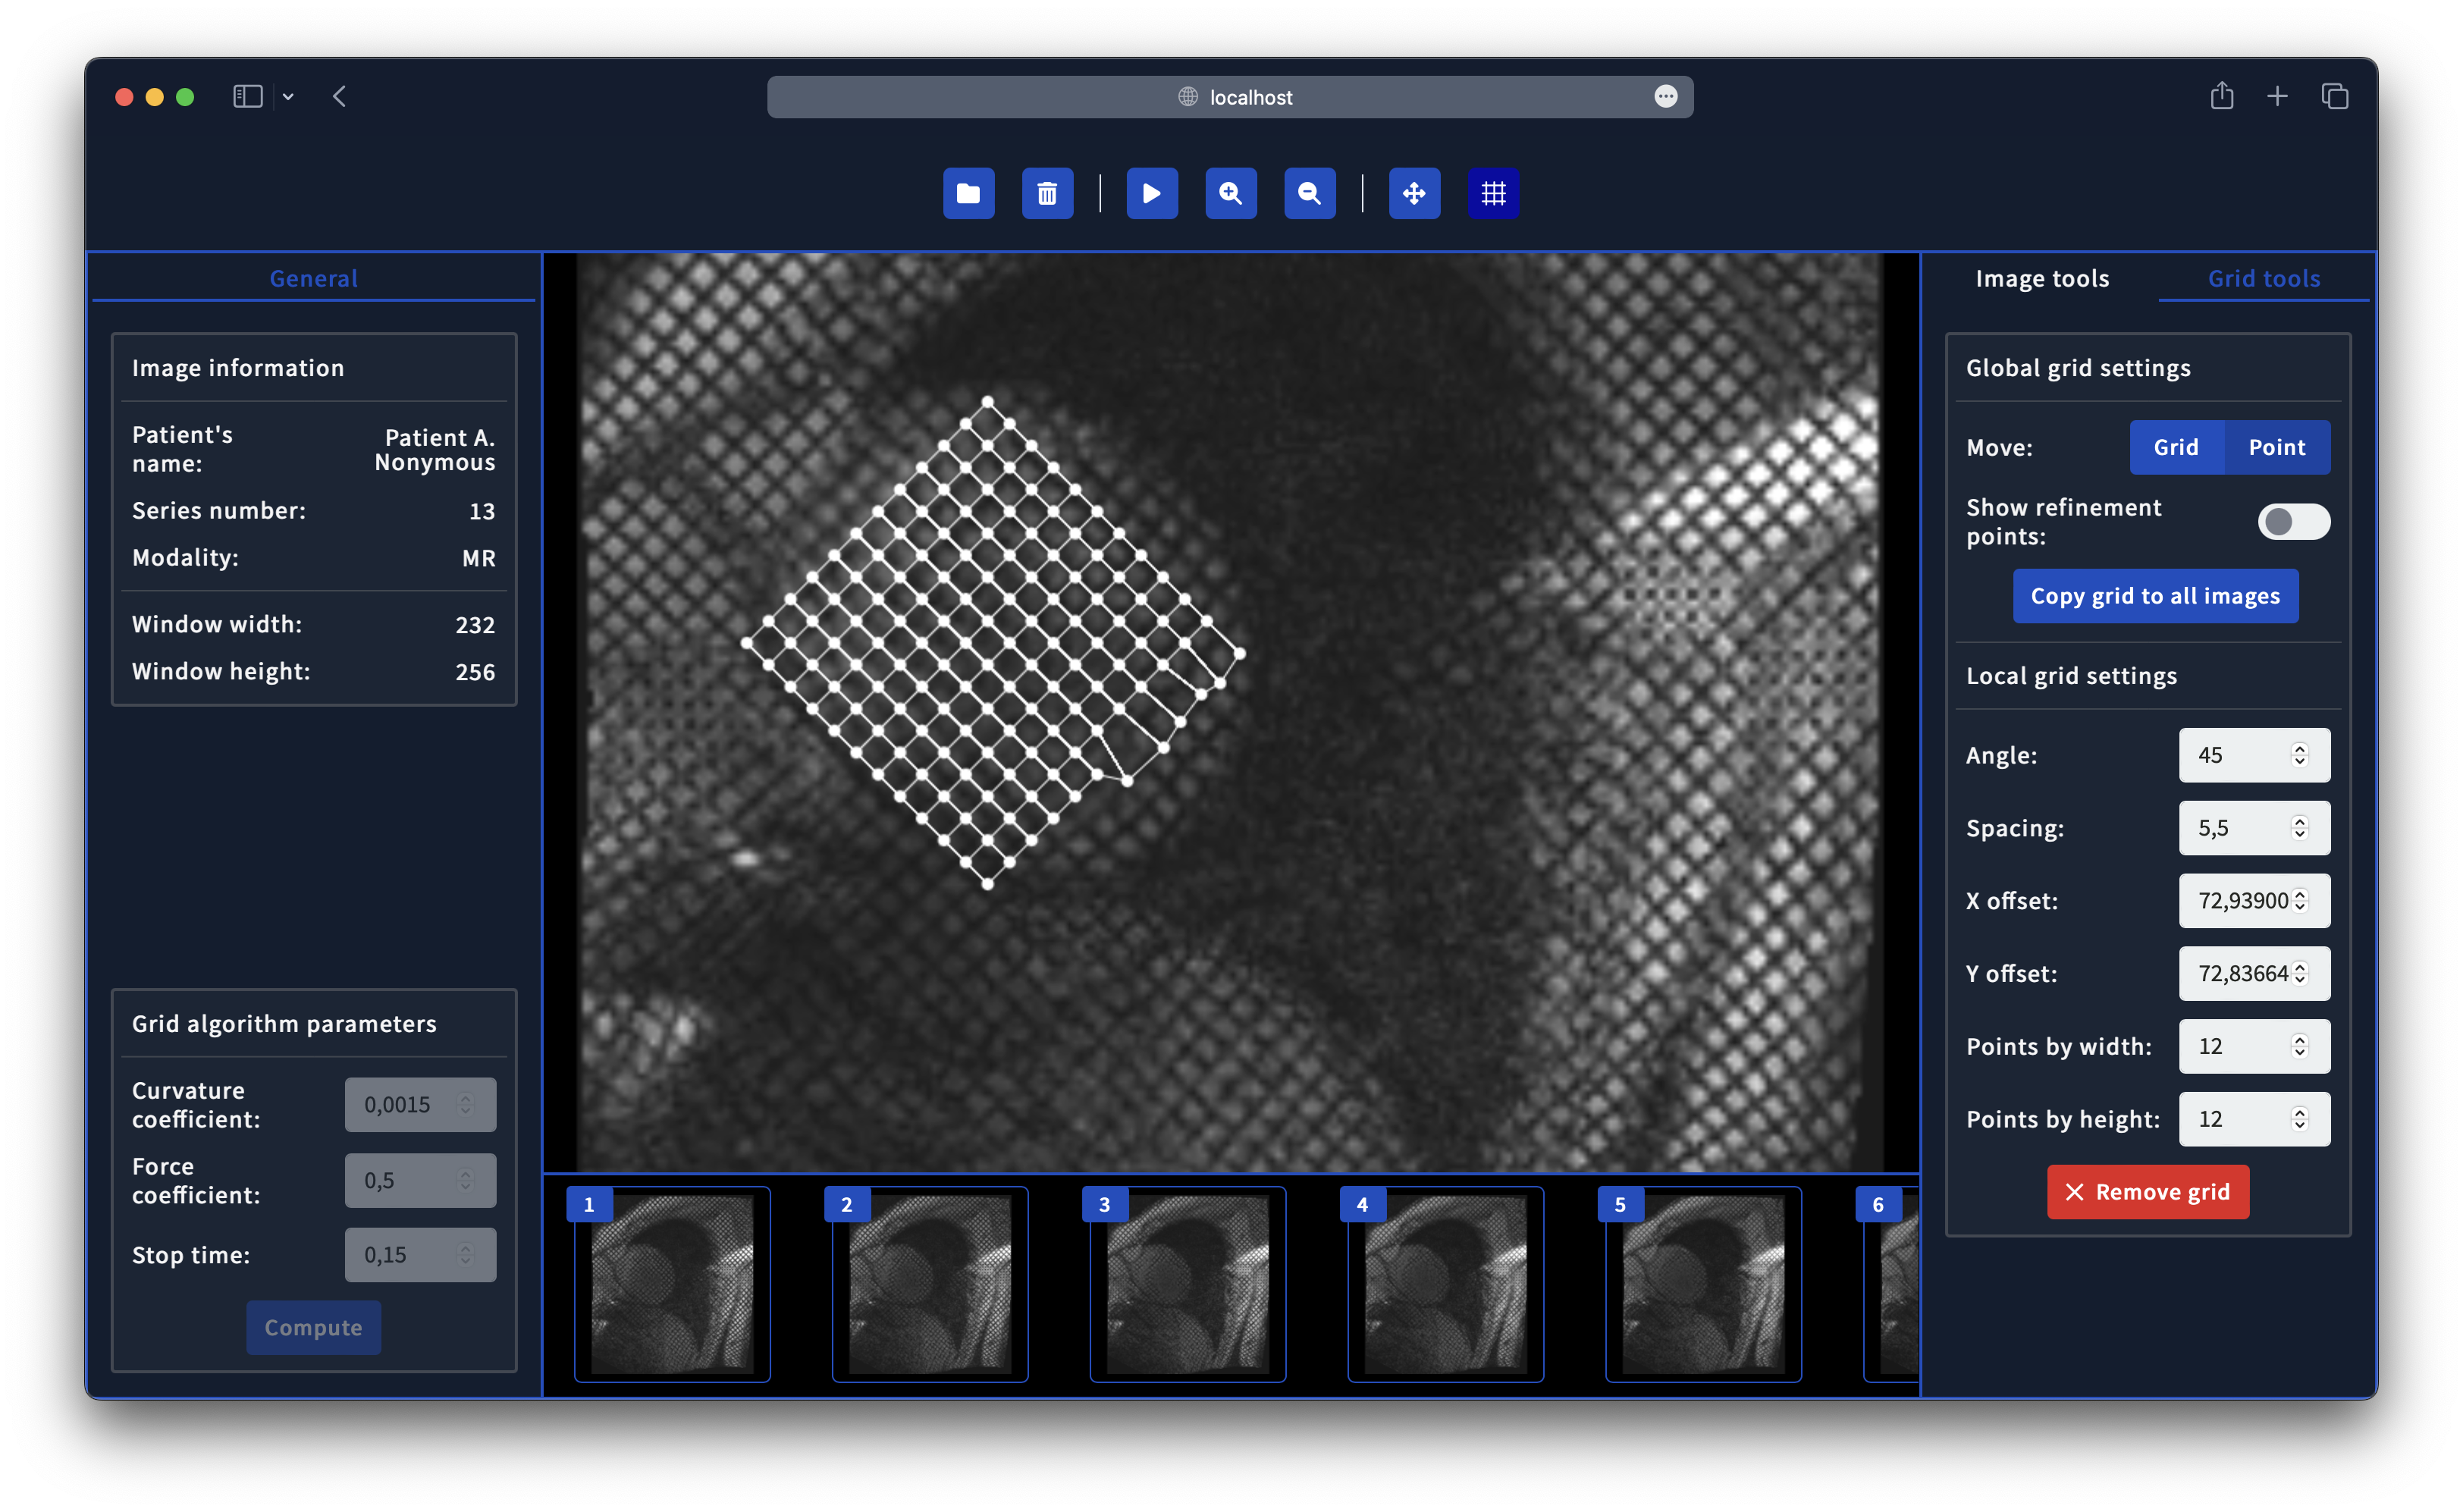 localhost
General
Image information
Patient's name:
Patient A. Nonymous
Series number: 13
Modality: MR
Window width: 232
Window height: 256
Grid algorithm parameters
Curvature coefficient: 0,0015
Force coefficient: 0,5
Stop time: 0,15
Compute
1
2
3
4
5
6
Image tools
Grid tools
Global grid settings
Move: Grid Point
Show refinement points:
Copy grid to all images
Local grid settings
Angle: 45
Spacing: 5,5
X offset: 72,93900
Y offset: 72,83664
Points by width: 12
Points by height: 12
Remove grid